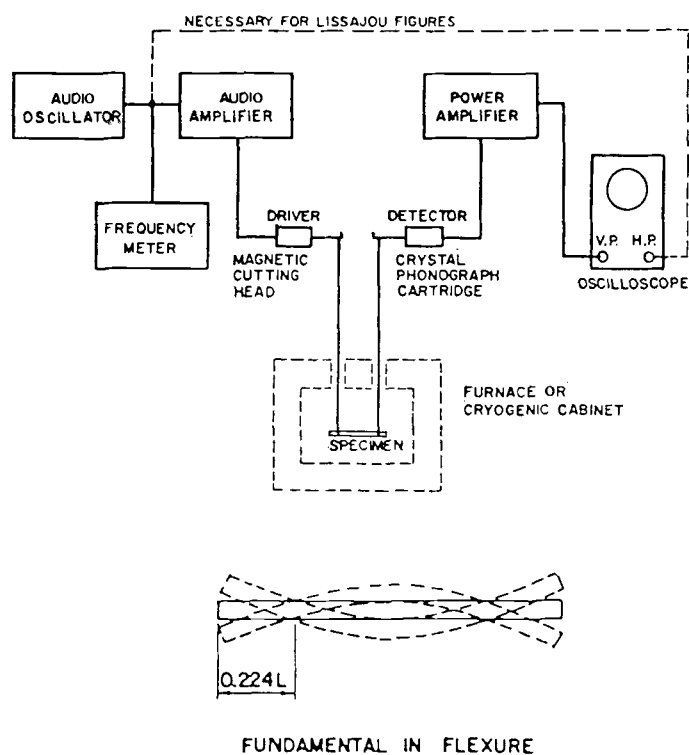 NECESSARY FOR LISSAJOU FIGURES
AUDIO
OSCILLATOR
AUDIO
AMPLIFIER
POWER
AMPLIFIER
FREQUENCY
METER
DRIVER
MAGNETIC
CUTTING
HEAD
DETECTOR
CRYSTAL
PHONOGRAPH
CARTRIDGE
V.P. H.P.
OSCILLOSCOPE
FURNACE OR
CRYOGENIC CABINET
SPECIMEN
0.224L
FUNDAMENTAL IN FLEXURE